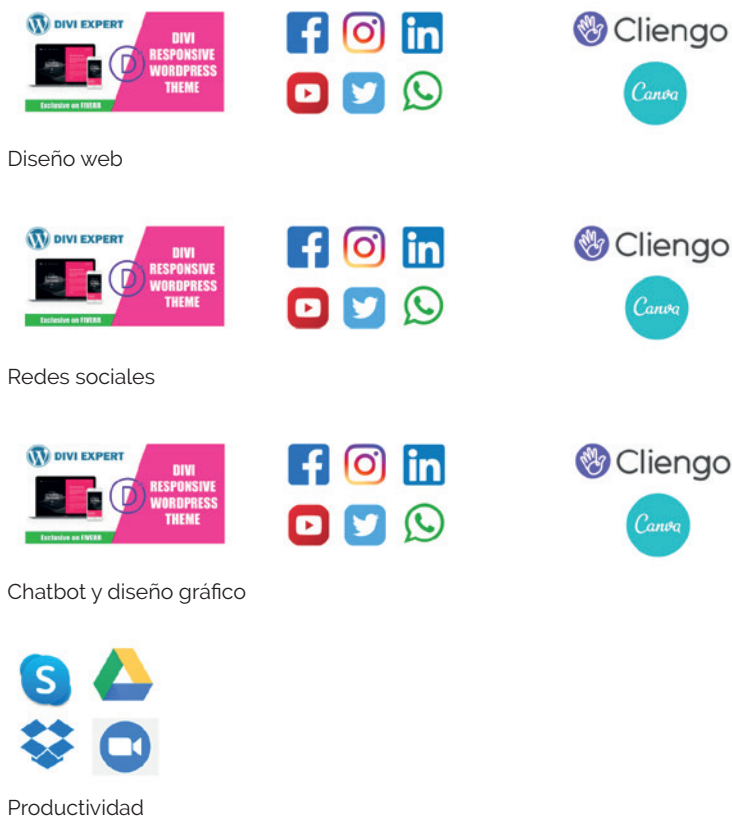 DIVI EXPERT
DIVI
RESPONSIVE
WORDPRESS
THEME
Exclusive on FIVERR
Cliengo
Canva
Diseño web
DIVI EXPERT
DIVI
RESPONSIVE
WORDPRESS
THEME
Exclusive on FIVERR
Cliengo
Canva
Redes sociales
DIVI EXPERT
DIVI
RESPONSIVE
WORDPRESS
THEME
Exclusive on FIVERR
Cliengo
Canva
Chatbot y diseño gráfico
Productividad